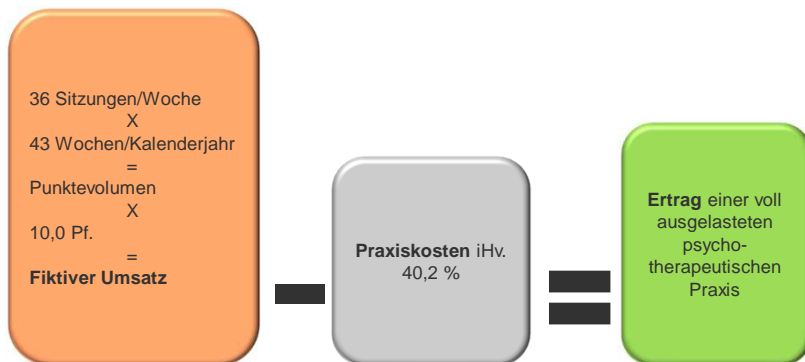 36 Sitzungen/Woche
X
43 Wochen/Kalenderjahr
=
Punktevolumen
X
10,0 Pf.
=
Fiktiver Umsatz
Praxiskosten iHv.
40,2 %
Ertrag einer voll
ausgelasteten
psycho-
therapeutischen
Praxis